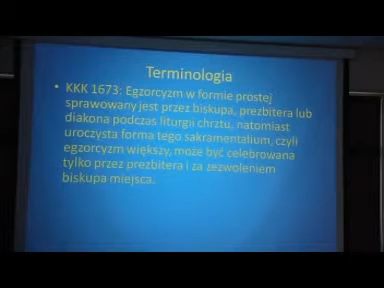 Terminologia
• KKK 1673: Egzorcyzm w formie prostej
sprawowany jest przez biskupa, prezbitera lub
diakona podczas liturgii chrztu, natomiast
uroczysta forma tego sakramentalium, czyli
egzorcyzm większy, może być celebrowana
tylko przez prezbitera i za zezwoleniem
biskupa miejsca.